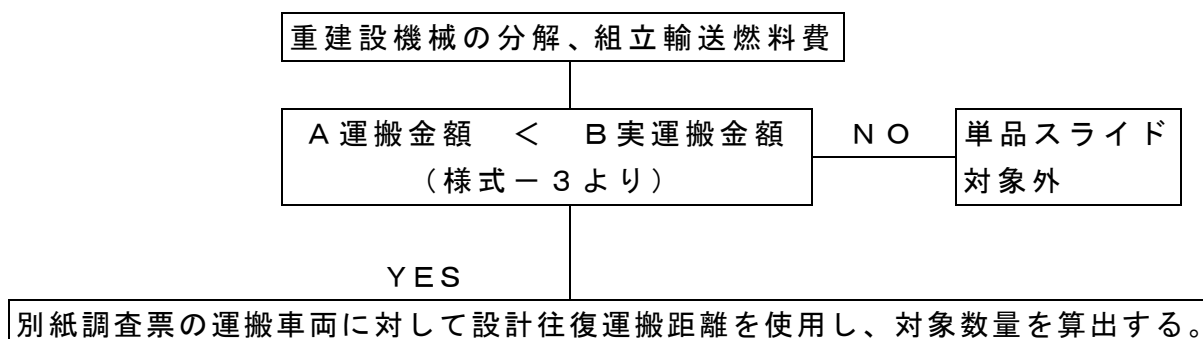 重建設機械の分解、組立輸送燃料費
A運搬金額 < B実運搬金額
(様式-3より)
NO
単品スライド
対象外
YES
別紙調査票の運搬車両に対して設計往復運搬距離を使用し、対象数量を算出する。